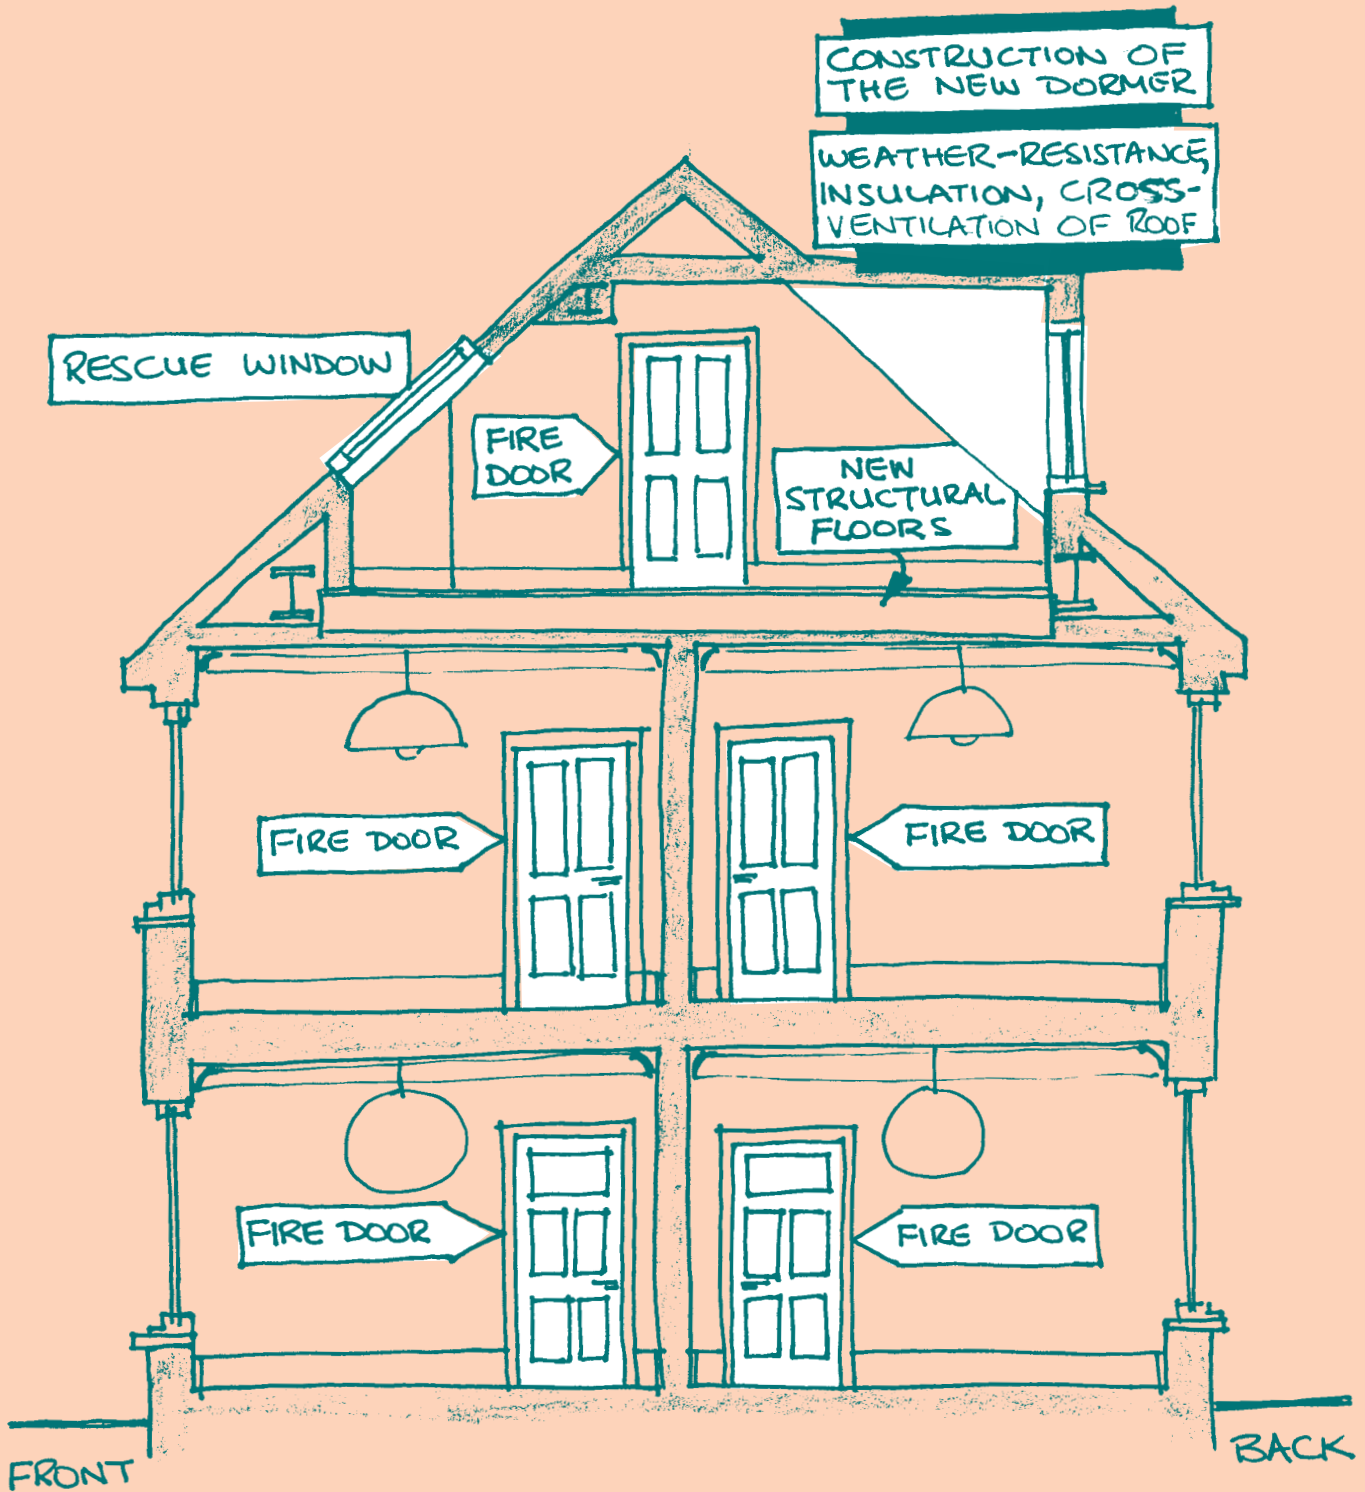 CONSTRUCTION OF
THE NEW DORMER
WEATHER-RESISTANCE,
INSULATION, CROSS-
VENTILATION OF ROOF
RESCUE WINDOW
FIRE
DOOR
NEW
STRUCTURAL
FLOORS
FIRE DOOR
FIRE DOOR
FIRE DOOR
FIRE DOOR
FRONT
BACK